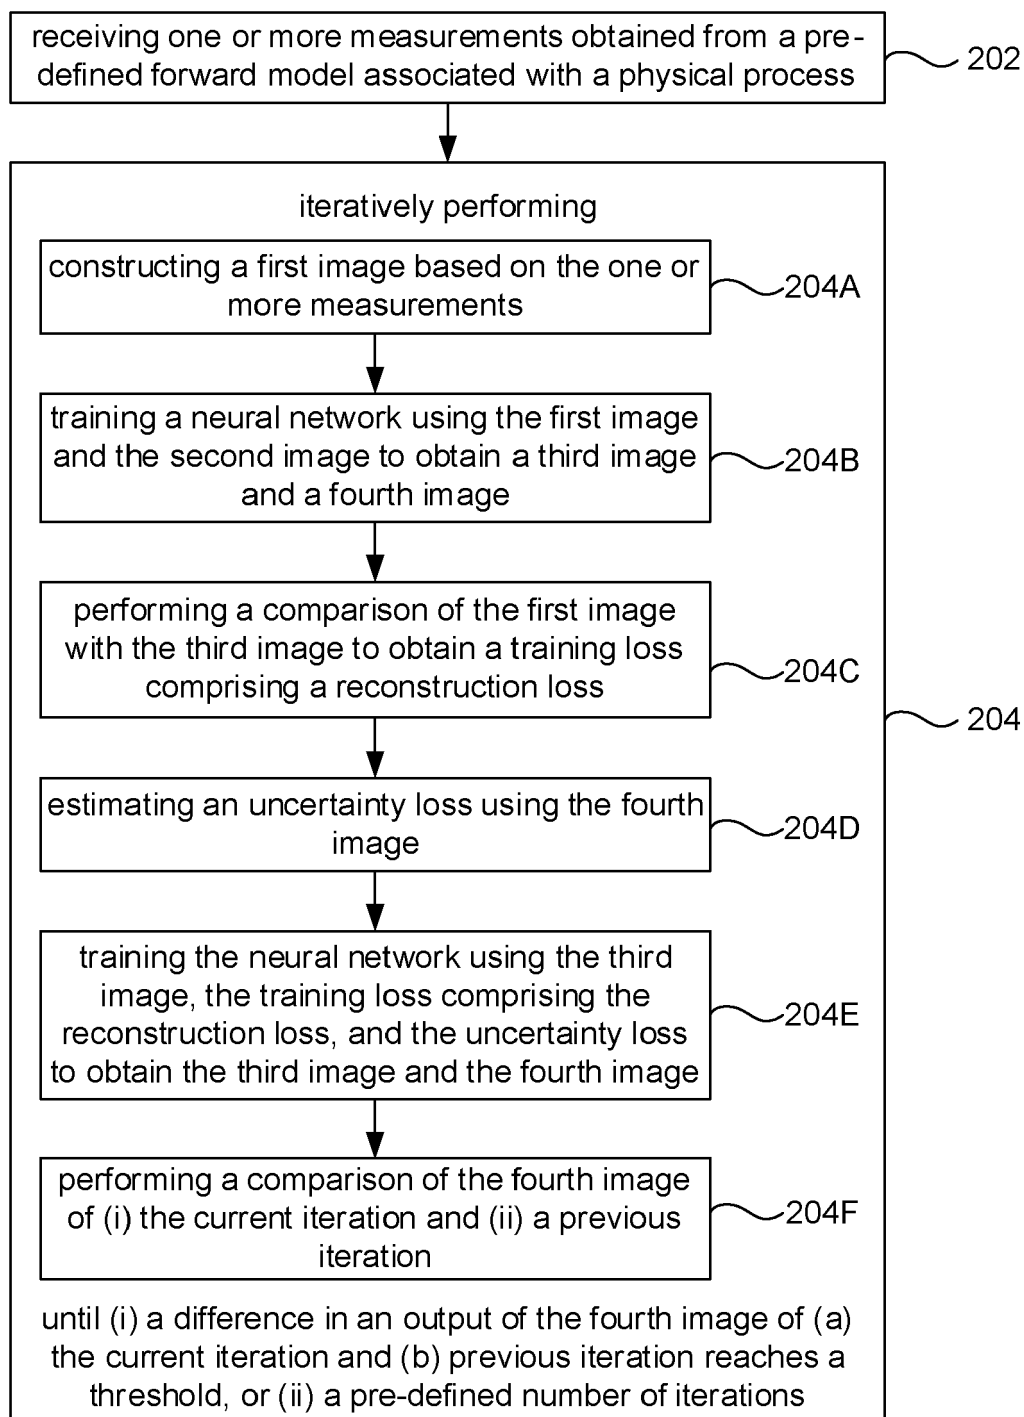 receiving one or more measurements obtained from a pre-
defined forward model associated with a physical process
202
iteratively performing
constructing a first image based on the one or
more measurements
204A
training a neural network using the first image
and the second image to obtain a third image
and a fourth image
204B
performing a comparison of the first image
with the third image to obtain a training loss
comprising a reconstruction loss
204C
204
estimating an uncertainty loss using the fourth
image
204D
training the neural network using the third
image, the training loss comprising the
reconstruction loss, and the uncertainty loss
to obtain the third image and the fourth image
204E
performing a comparison of the fourth image
of (i) the current iteration and (ii) a previous
iteration
204F
until (i) a difference in an output of the fourth image of (a)
the current iteration and (b) previous iteration reaches a
threshold, or (ii) a pre-defined number of iterations